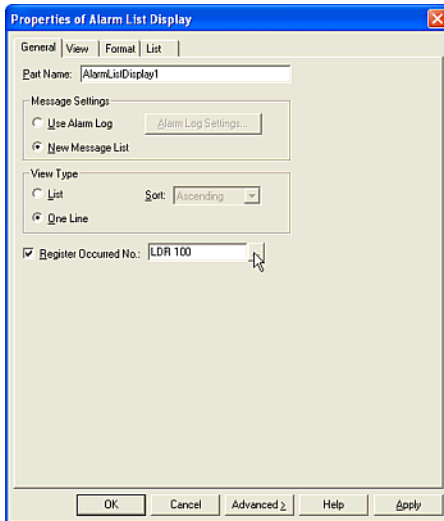 Properties of Alarm List Display
General View Format List
Part Name: AlarmListDisplay1
Message Settings
Use Alarm Log Alarm Log Settings...
New Message List
View Type
List Sort: Ascending
One Line
Register Occurred No.: LDR 100
OK Cancel Advanced > Help Apply